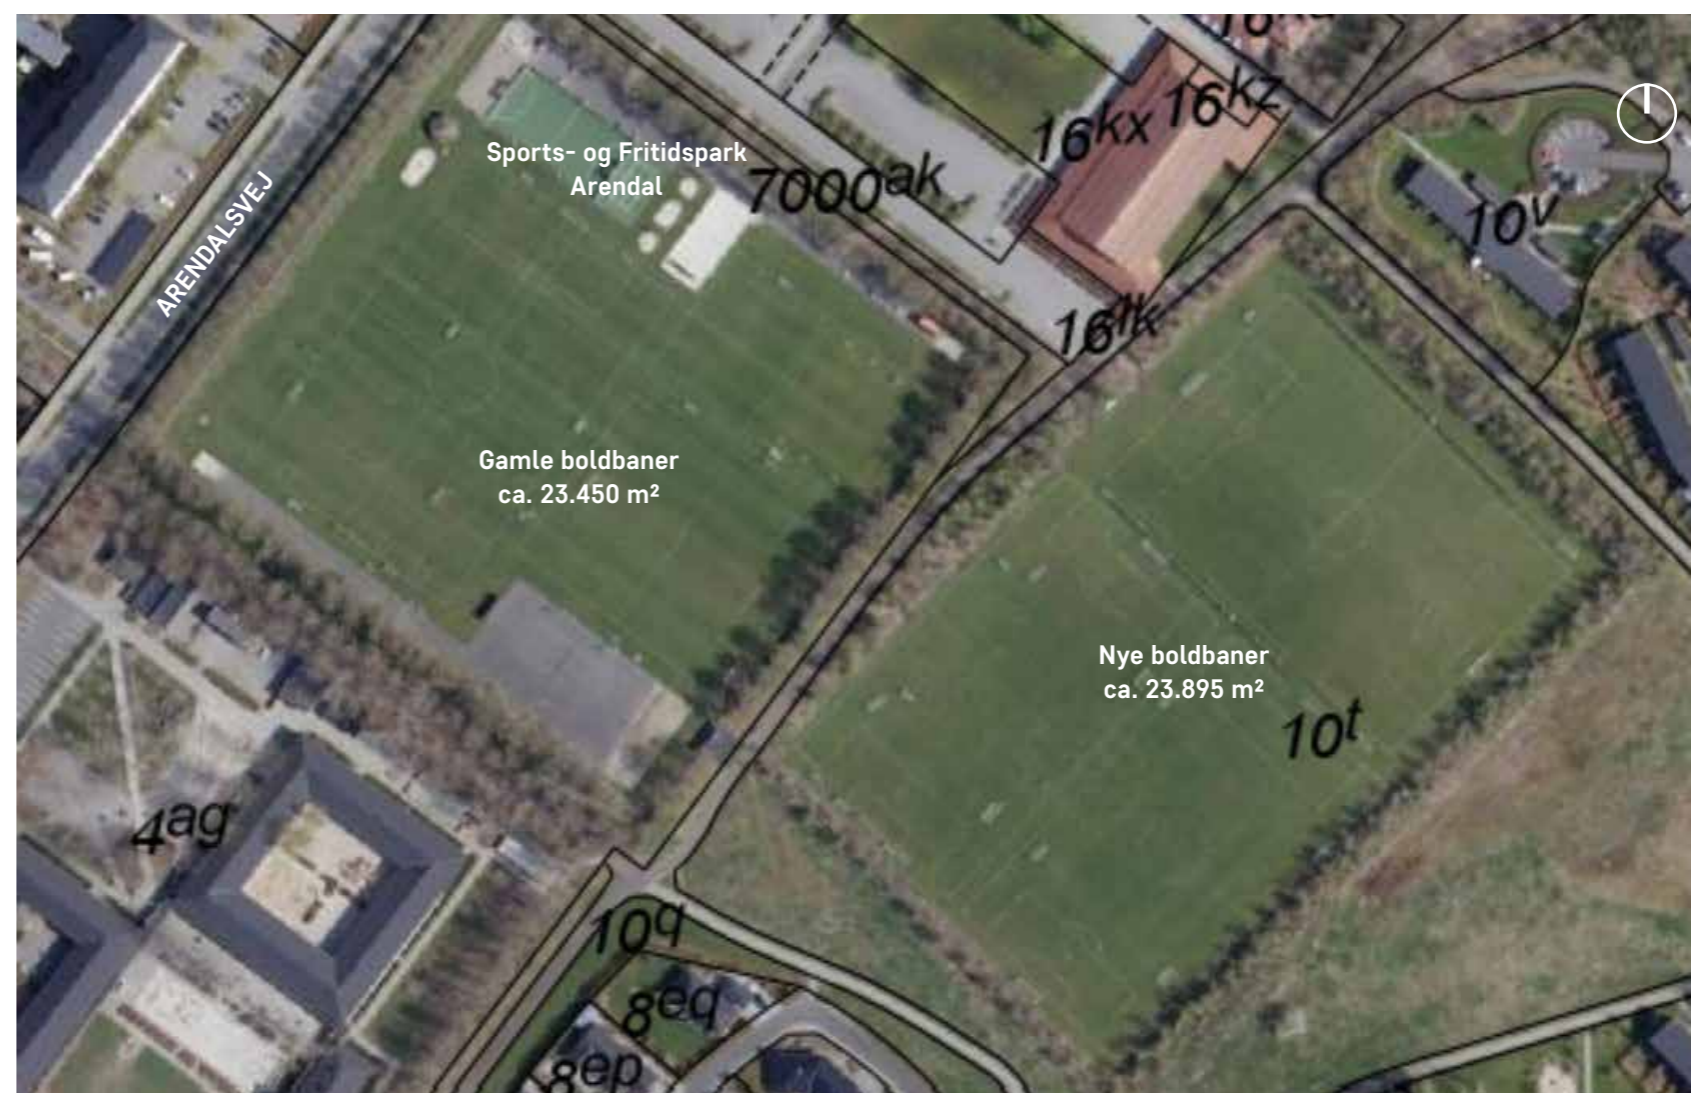 16kz
16kx
Sports- og Fritidspark
Arendal
7000ak
10v
ARENDALSVEJ
16lk
Gamle boldbaner
ca. 23.450 m²
Nye boldbaner
ca. 23.895 m²
10t
4ag
10q
8eq
8ep